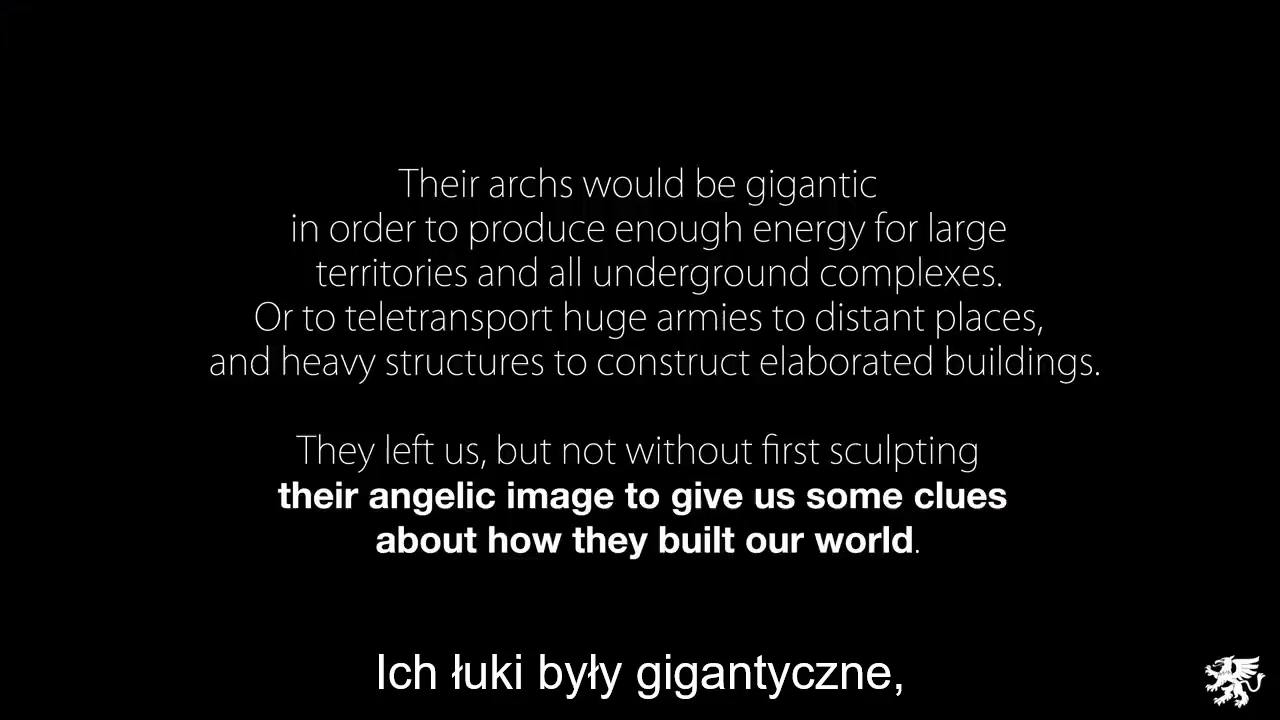 Their archs would be gigantic
in order to produce enough energy for large
territories and all underground complexes.
Or to teletransport huge armies to distant places,
and heavy structures to construct elaborated buildings.
They left us, but not without first sculpting
their angelic image to give us some clues
about how they built our world.
Ich łuki były gigantyczne,